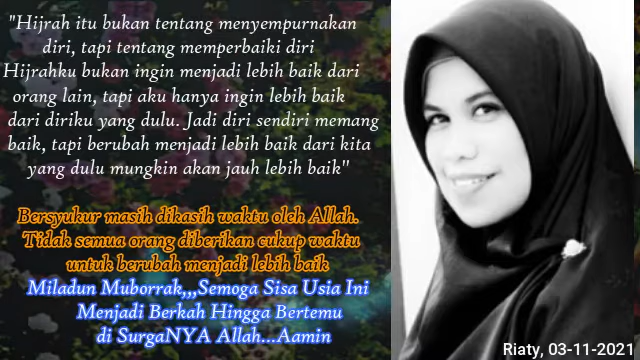 "Hijrah itu bukan tentang menyempurnakan
diri, tapi tentang memperbaiki diri
Hijrahku bukan ingin menjadi lebih baik dari
orang lain, tapi aku hanya ingin lebih baik
dari diriku yang dulu. Jadi diri sendiri memang
baik, tapi berubah menjadi lebih baik dari kita
yang dulu mungkin akan jauh lebih baik"
Bersyukur masih dikasih waktu oleh Allah.
Tidak semua orang diberikan cukup waktu
untuk berubah menjadi lebih baik
Miladun Muborrak,,,Semoga Sisa Usia Ini
Menjadi Berkah Hingga Bertemu
di SurgaNYA Allah...Aamin
Riaty, 03-11-2021